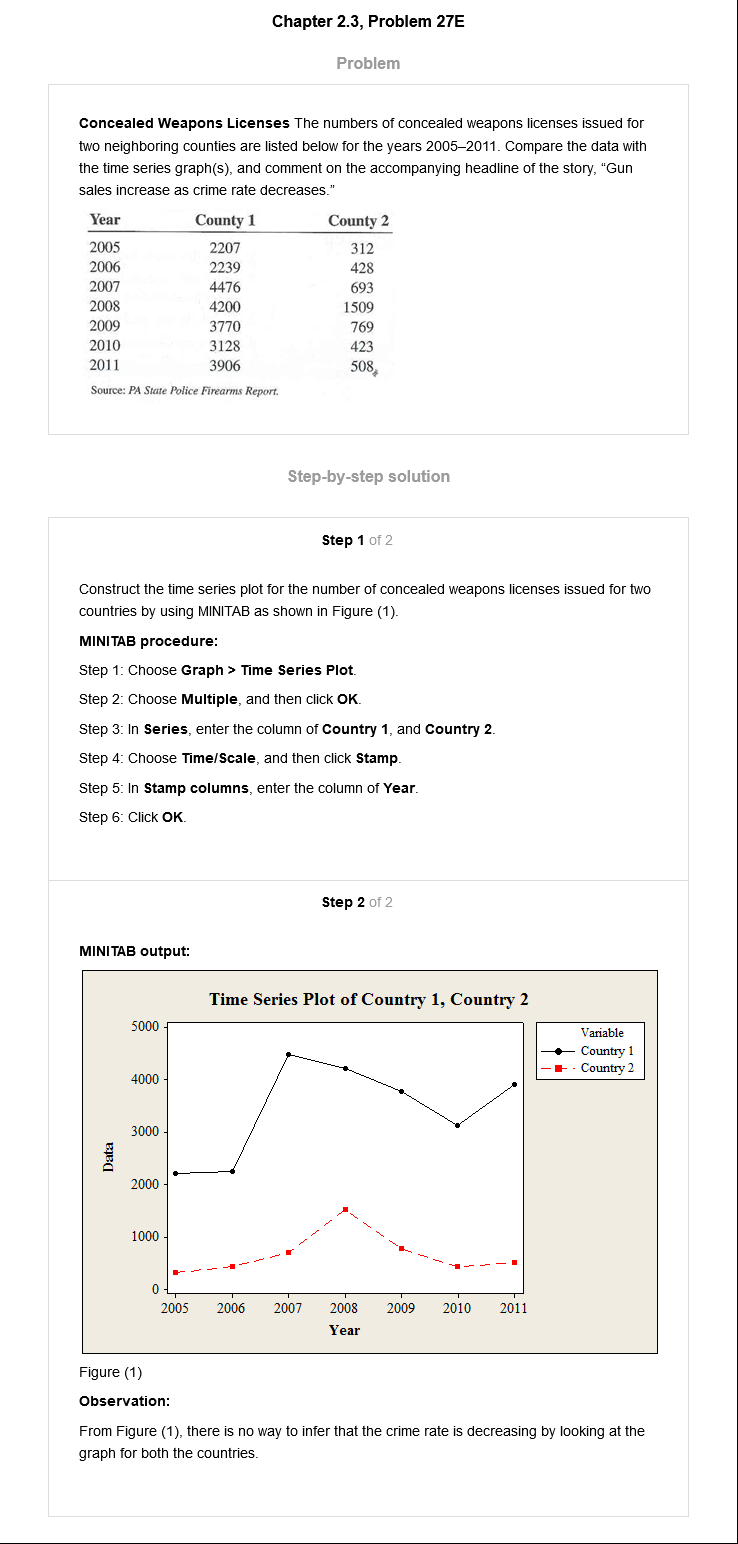 Chapter 2.3, Problem 27E
Problem
Concealed Weapons Licenses The numbers of concealed weapons licenses issued for
two neighboring counties are listed below for the years 2005–2011. Compare the data with
the time series graph(s), and comment on the accompanying headline of the story, “Gun
sales increase as crime rate decreases.”
Year County 1 County 2
2005 2207 312
2006 2239 428
2007 4476 693
2008 4200 1509
2009 3770 769
2010 3128 423
2011 3906 508
Source: PA State Police Firearms Report.
Step-by-step solution
Step 1 of 2
Construct the time series plot for the number of concealed weapons licenses issued for two
countries by using MINITAB as shown in Figure (1).
MINITAB procedure:
Step 1: Choose Graph > Time Series Plot.
Step 2: Choose Multiple, and then click OK.
Step 3: In Series, enter the column of Country 1, and Country 2.
Step 4: Choose Time/Scale, and then click Stamp.
Step 5: In Stamp columns, enter the column of Year.
Step 6: Click OK.
Step 2 of 2
MINITAB output:
Time Series Plot of Country 1, Country 2
Variable
Country 1
Country 2
5000
4000
3000
2000
1000
0
Data
2005 2006 2007 2008 2009 2010 2011
Year
Figure (1)
Observation:
From Figure (1), there is no way to infer that the crime rate is decreasing by looking at the
graph for both the countries.